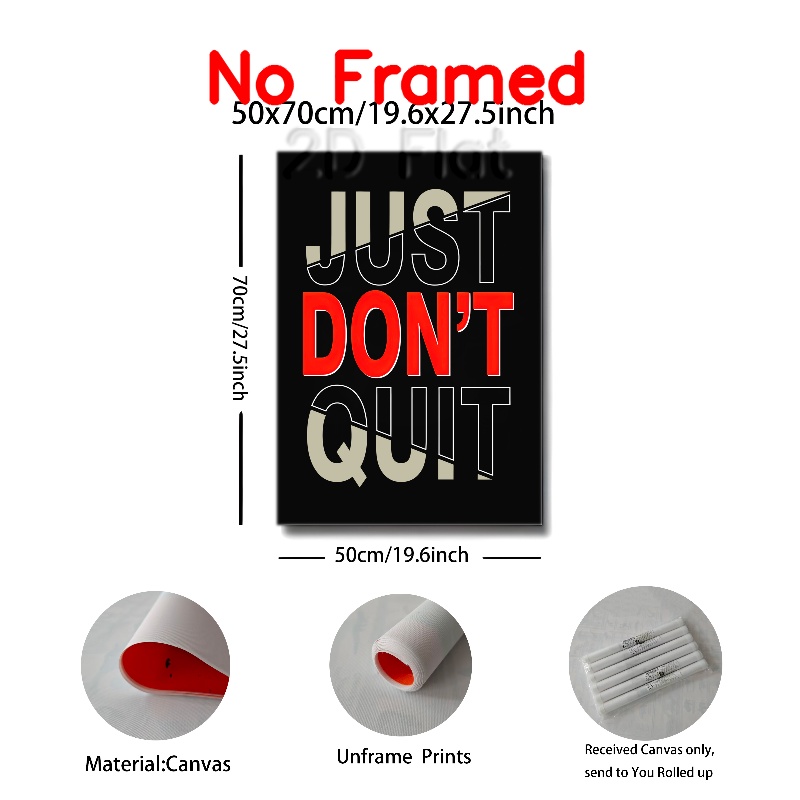 No Framed
50x70cm/19.6x27.5inch
2D Flat
JUST
DON'T
QUIT
70cm/27.5inch
50cm/19.6inch
Material:Canvas
Unframe Prints
Received Canvas only,
send to You Rolled up